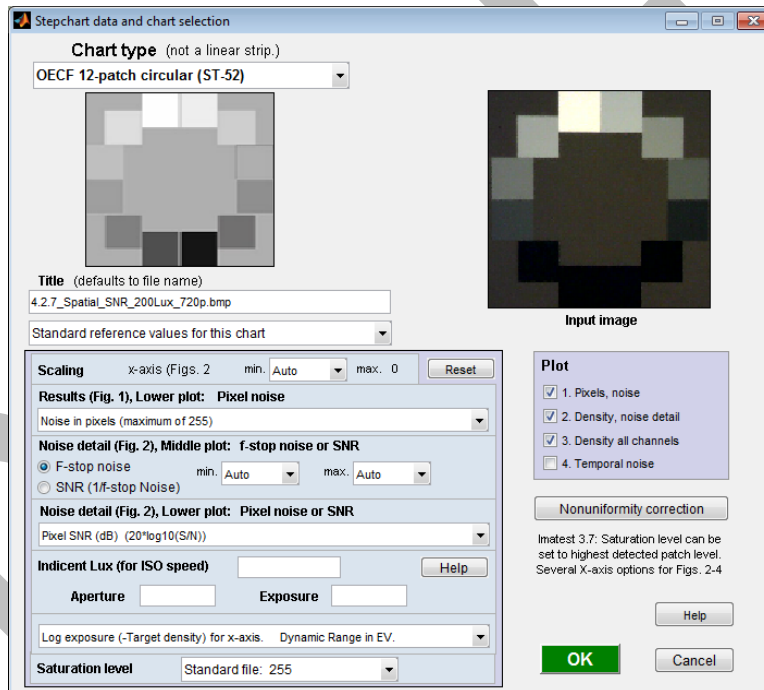 Stepchart data and chart selection
Chart type (not a linear strip.)
OECF 12-patch circular (ST-52)
Title (defaults to file name)
4.2.7_Spatial_SNR_200Lux_720p.bmp
Input image
Standard reference values for this chart
Scaling x-axis (Figs. 2 min. Auto max. 0 Reset
Results (Fig. 1), Lower plot: Pixel noise
Noise in pixels (maximum of 255)
Noise detail (Fig. 2), Middle plot: f-stop noise or SNR
F-stop noise min. Auto max. Auto
SNR (1/f-stop Noise)
Noise detail (Fig. 2), Lower plot: Pixel noise or SNR
Pixel SNR (dB) (20*log10(S/N))
Indicent Lux (for ISO speed) Help
Aperture Exposure
Log exposure (-Target density) for x-axis. Dynamic Range in EV.
Saturation level Standard file: 255
Plot
1. Pixels, noise
2. Density, noise detail
3. Density all channels
4. Temporal noise
Nonuniformity correction
Imatest 3.7: Saturation level can be
set to highest detected patch level.
Several X-axis options for Figs. 2-4
Help
OK Cancel